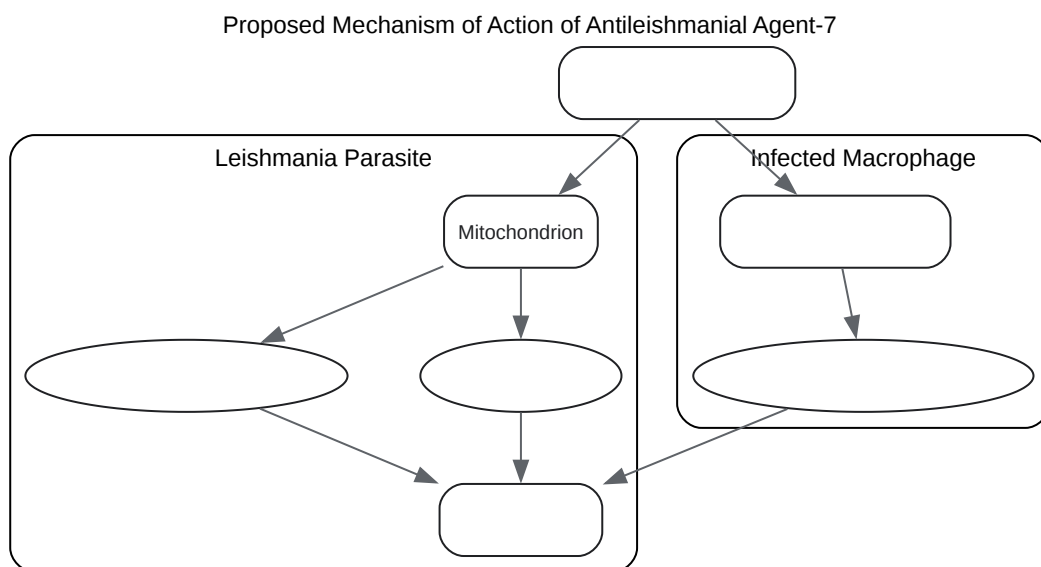 Proposed Mechanism of Action of Antileishmanial Agent-7
Leishmania Parasite
Infected Macrophage
Mitochondrion